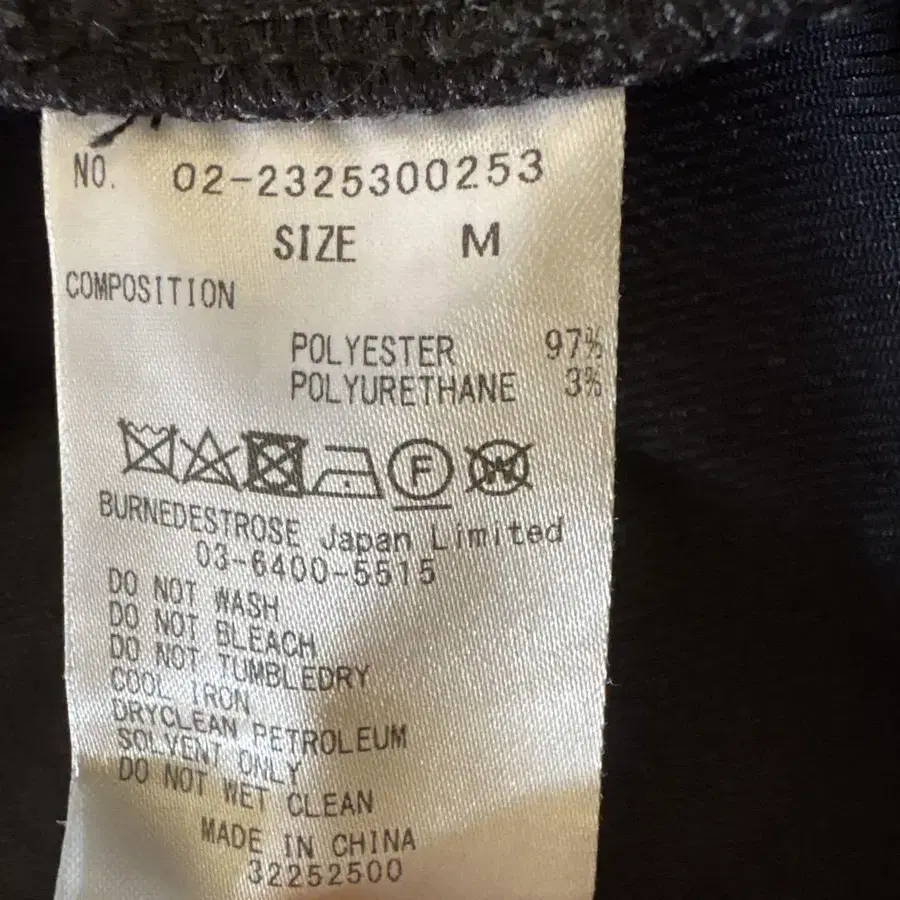 NO. 02-2325300253
SIZE M
COMPOSITION
POLYESTER 97%
POLYURETHANE 3%
F W
BURNEDESTROSE Japan Limited
03-6400-5515
DO NOT WASH
DO NOT BLEACH
DO NOT TUMBLEDRY
COOL IRON
DRYCLEAN PETROLEUM
SOLVENT ONLY
DO NOT WET CLEAN
MADE IN CHINA
32252500